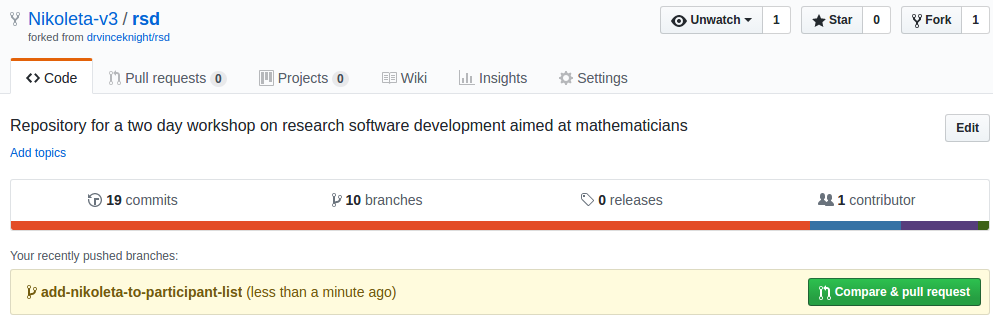 Nikoleta-v3 / rsd
forked from drvinceknight/rsd
Unwatch 1 Star 0 Fork 1
Code Pull requests 0 Projects 0 Wiki Insights Settings
Repository for a two day workshop on research software development aimed at mathematicians
Edit
Add topics
19 commits 10 branches 0 releases 1 contributor
Your recently pushed branches:
add-nikoleta-to-participant-list (less than a minute ago) Compare & pull request